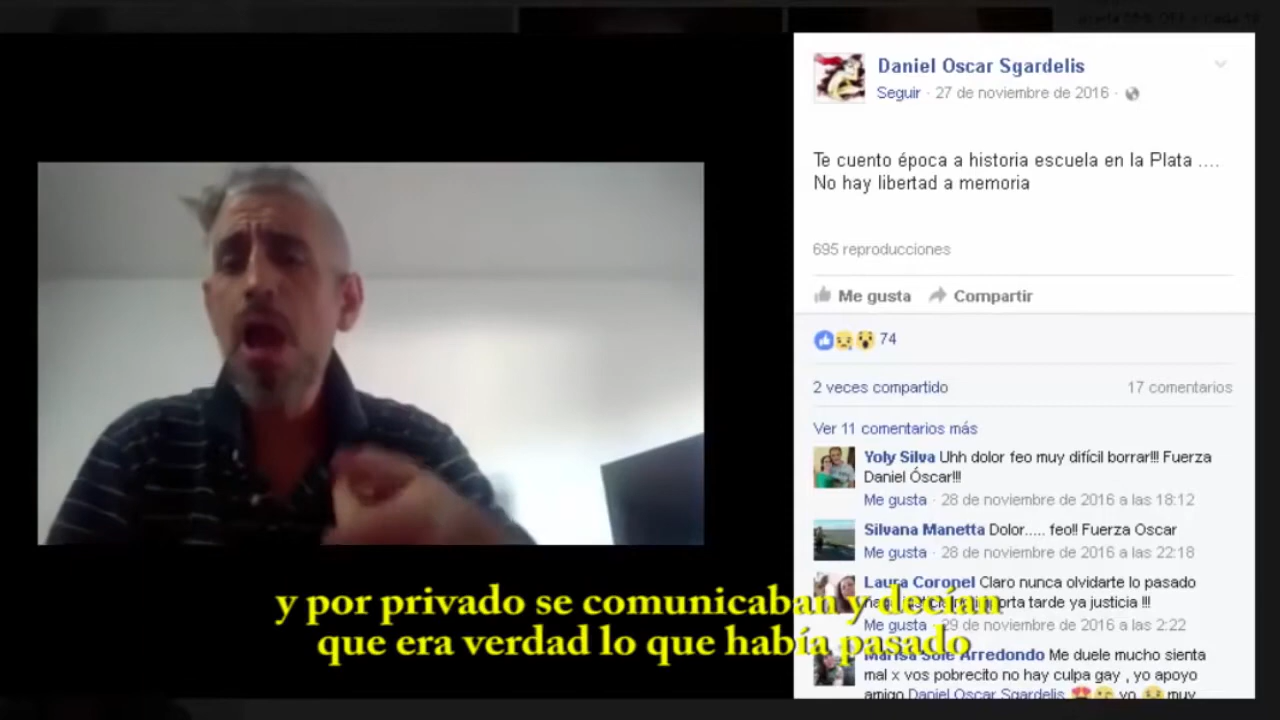 Daniel Oscar Sgardelis
Seguir · 27 de noviembre de 2016 ·
Te cuento época a historia escuela en la Plata ....
No hay libertad a memoria
695 reproducciones
Me gusta Compartir
74
2 veces compartido 17 comentarios
Ver 11 comentarios más
Yoly Silva Uhh dolor feo muy difícil borrar!!! Fuerza
Daniel Óscar!!!
Me gusta · 28 de noviembre de 2016 a las 18:12
Silvana Manetta Dolor..... feo!! Fuerza Oscar
Me gusta · 28 de noviembre de 2016 a las 22:18
Laura Coronel Claro nunca olvidarte lo pasado
tarde ya justicia !!!
Me gusta · 29 de noviembre de 2016 a las 2:22
Marisa Sole Arredondo Me duele mucho sienta
mal x vos pobrecito no hay culpa gay , yo apoyo
amigo Daniel Oscar Sgardelis yo muy
y por privado se comunicaban y decían
que era verdad lo que había pasado